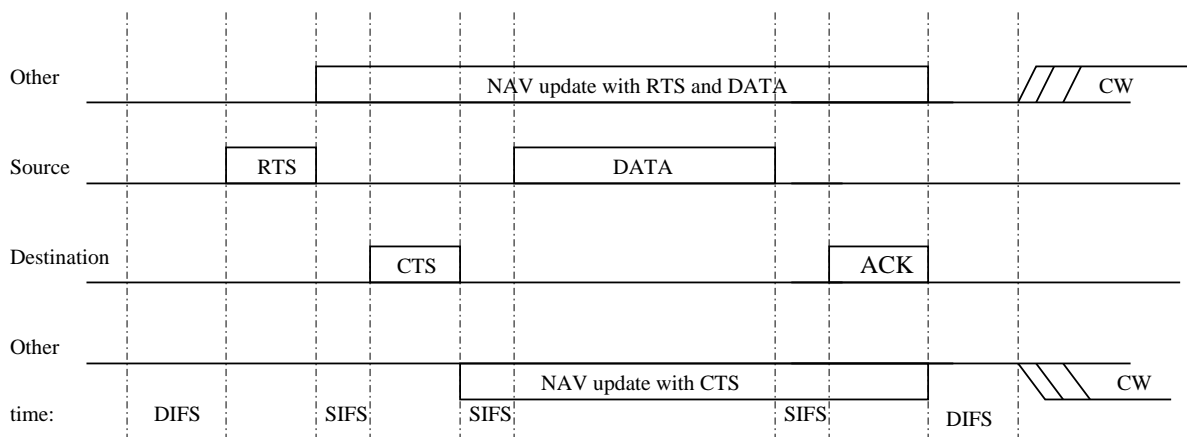 Other
NAV update with RTS and DATA
CW
Source
RTS
DATA
Destination
CTS
ACK
Other
NAV update with CTS
CW
time:
DIFS
SIFS
SIFS
SIFS
DIFS